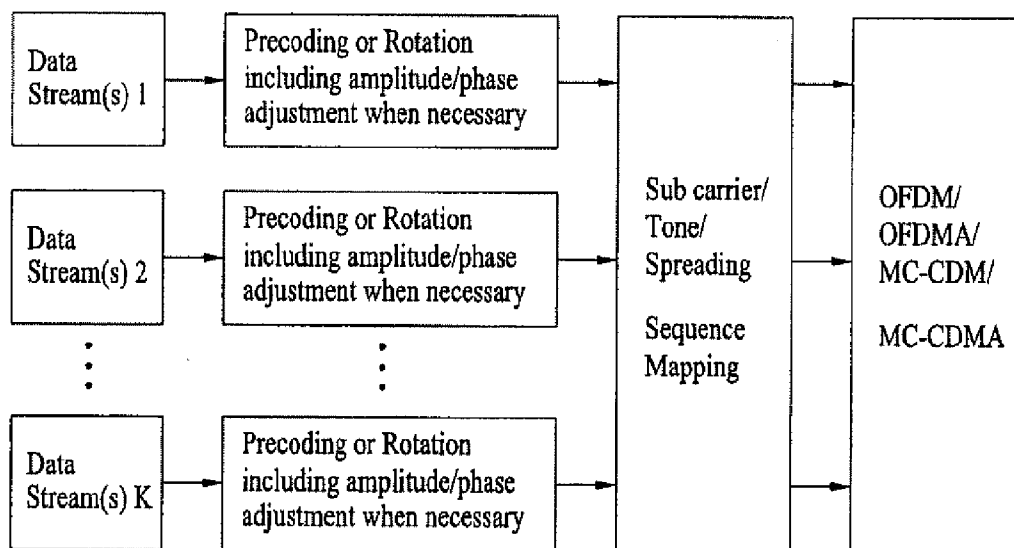 Data
Stream(s) 1
Precoding or Rotation
including amplitude/phase
adjustment when necessary
Data
Stream(s) 2
Precoding or Rotation
including amplitude/phase
adjustment when necessary
Data
Stream(s) K
Precoding or Rotation
including amplitude/phase
adjustment when necessary
Sub carrier/
Tone/
Spreading
Sequence
Mapping
OFDM/
OFDMA/
MC-CDM/
MC-CDMA